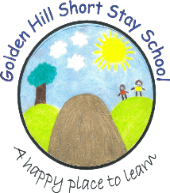 Golden Hill Short Stay School
A happy place to learn